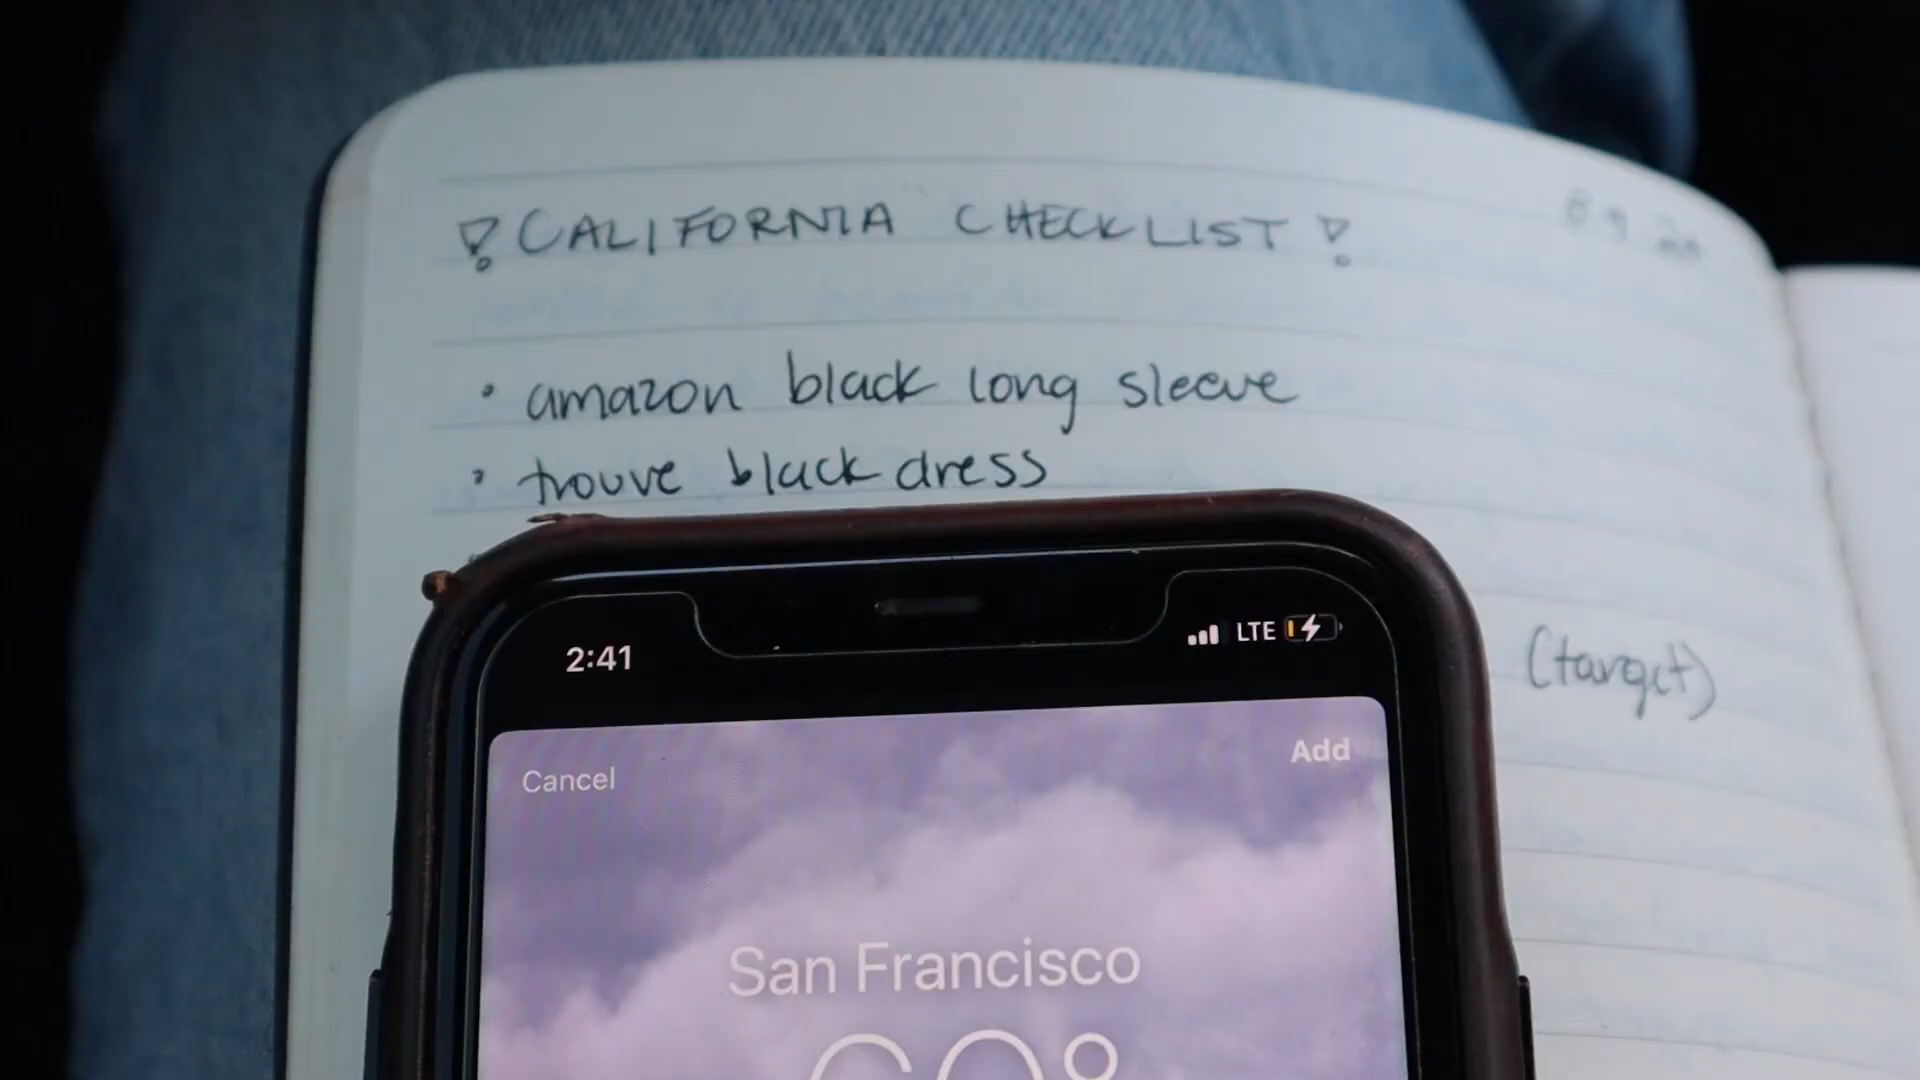 ! CALIFORNIA CHECKLIST !
• amazon black long sleeve
• trouve black dress
(target)
2:41
LTE
Cancel
Add
San Francisco